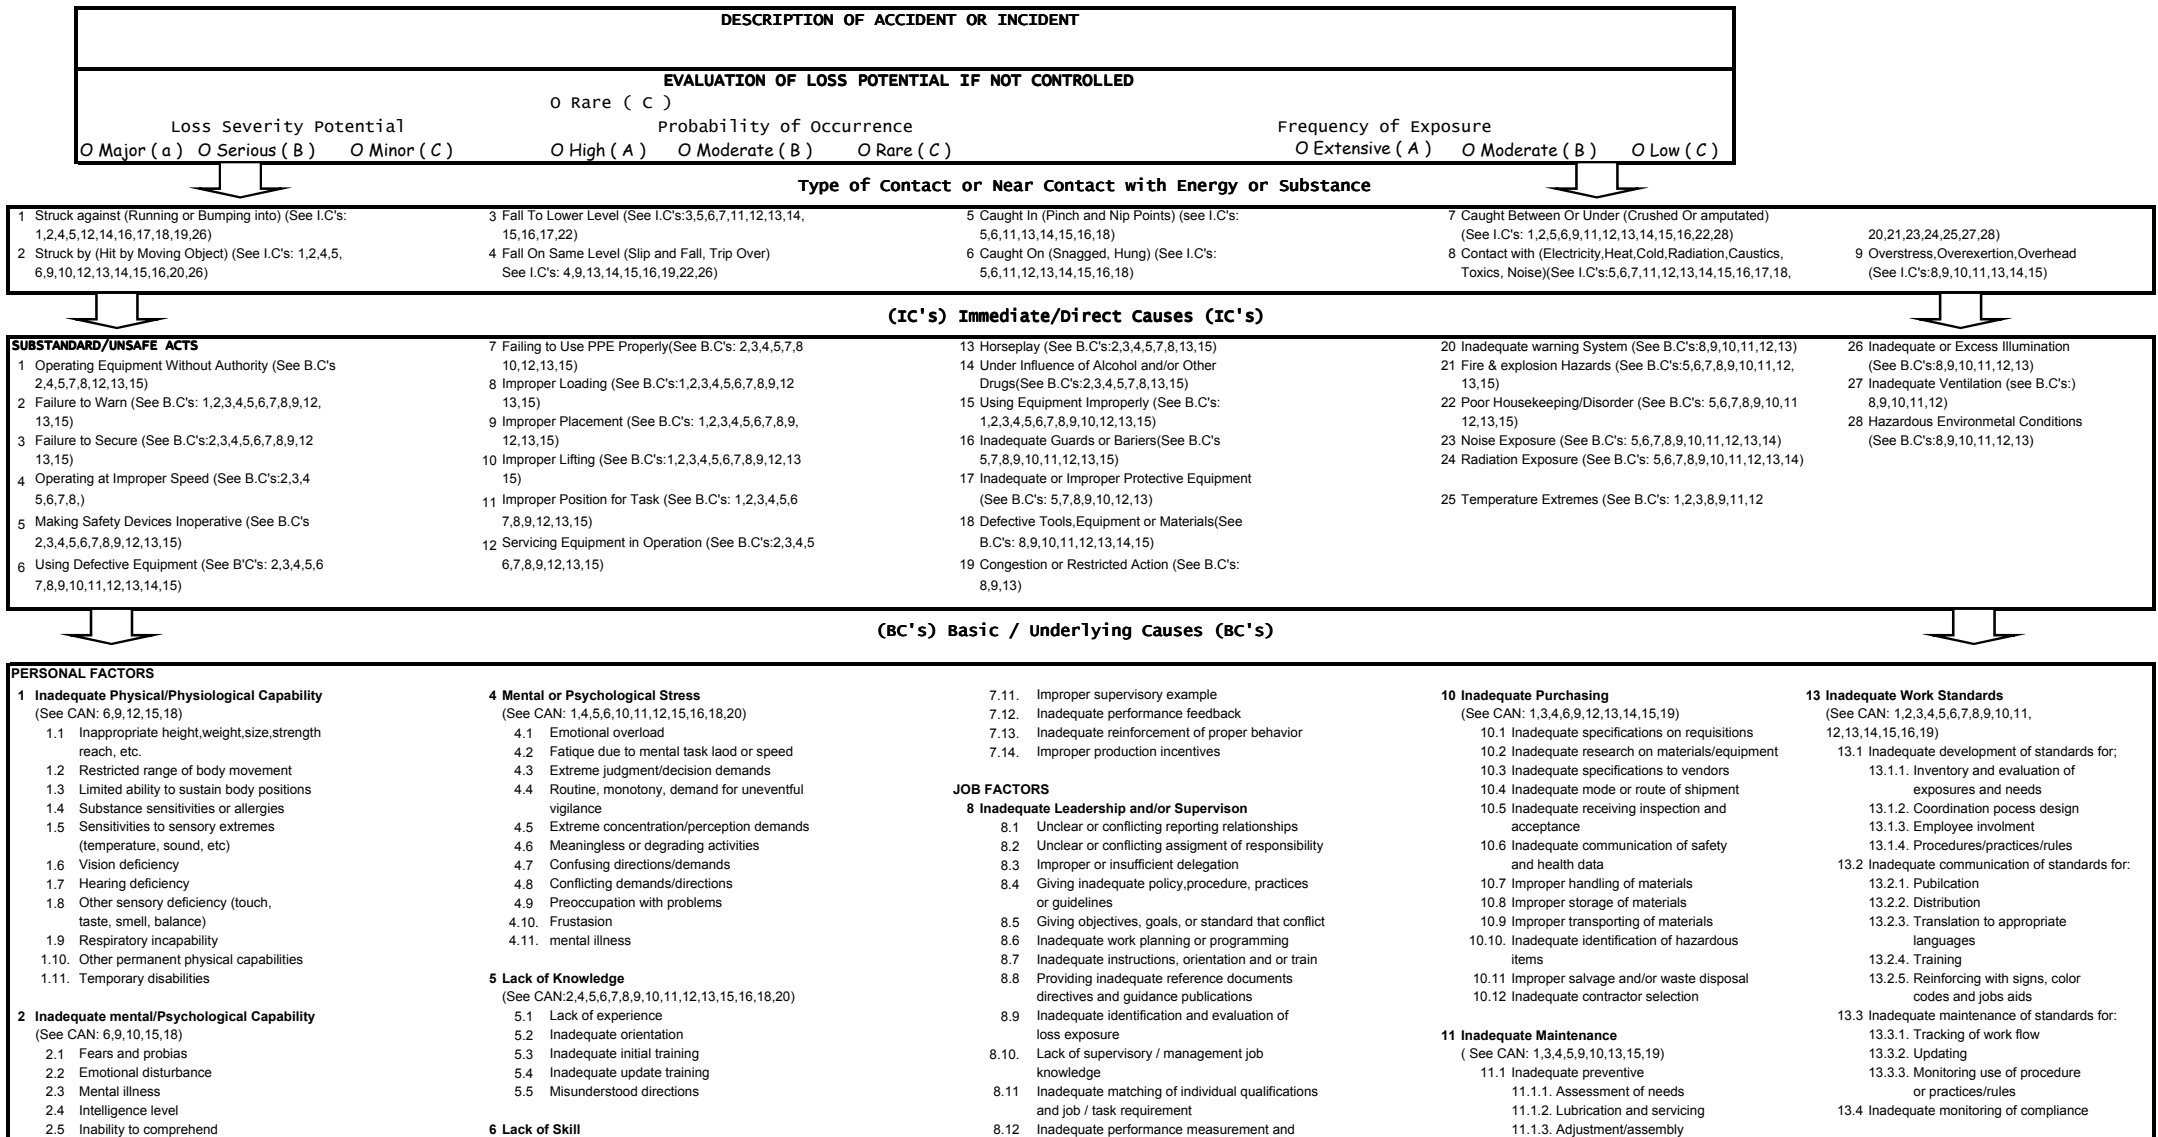 DESCRIPTION OF ACCIDENT OR INCIDENT
EVALUATION OF LOSS POTENTIAL IF NOT CONTROLLED
O Rare ( C )
Loss Severity Potential
Probability of Occurrence
Frequency of Exposure
O Major ( a ) O Serious ( B ) O Minor ( C )
O High ( A ) O Moderate ( B ) O Rare ( C )
O Extensive ( A ) O Moderate ( B ) O Low ( C )
Type of Contact or Near Contact with Energy or Substance
1 Struck against (Running or Bumping into) (See I.C's:
1,2,4,5,12,14,16,17,18,19,26)
2 Struck by (Hit by Moving Object) (See I.C's: 1,2,4,5,
6,9,10,12,13,14,15,16,20,26)
3 Fall To Lower Level (See I.C's:3,5,6,7,11,12,13,14,
15,16,17,22)
4 Fall On Same Level (Slip and Fall, Trip Over)
See I.C's: 4,9,13,14,15,16,19,22,26)
5 Caught In (Pinch and Nip Points) (see I.C's:
5,6,11,13,14,15,16,18)
6 Caught On (Snagged, Hung) (See I.C's:
5,6,11,12,13,14,15,16,18)
7 Caught Between Or Under (Crushed Or amputated)
(See I.C's: 1,2,5,6,9,11,12,13,14,15,16,22,28)
8 Contact with (Electricity,Heat,Cold,Radiation,Caustics,
Toxics, Noise)(See I.C's:5,6,7,11,12,13,14,15,16,17,18,
20,21,23,24,25,27,28)
9 Overstress,Overexertion,Overhead
(See I.C's:8,9,10,11,13,14,15)
(IC's) Immediate/Direct Causes (IC's)
SUBSTANDARD/UNSAFE ACTS
1 Operating Equipment Without Authority (See B.C's
2,4,5,7,8,12,13,15)
2 Failure to Warn (See B.C's: 1,2,3,4,5,6,7,8,9,12,
13,15)
3 Failure to Secure (See B.C's:2,3,4,5,6,7,8,9,12
13,15)
4 Operating at Improper Speed (See B.C's:2,3,4
5,6,7,8,)
5 Making Safety Devices Inoperative (See B.C's
2,3,4,5,6,7,8,9,12,13,15)
6 Using Defective Equipment (See B'C's: 2,3,4,5,6
7,8,9,10,11,12,13,14,15)
7 Failing to Use PPE Properly(See B.C's: 2,3,4,5,7,8
10,12,13,15)
8 Improper Loading (See B.C's:1,2,3,4,5,6,7,8,9,12
13,15)
9 Improper Placement (See B.C's: 1,2,3,4,5,6,7,8,9,
12,13,15)
10 Improper Lifting (See B.C's:1,2,3,4,5,6,7,8,9,12,13
15)
11 Improper Position for Task (See B.C's: 1,2,3,4,5,6
7,8,9,12,13,15)
12 Servicing Equipment in Operation (See B.C's:2,3,4,5
6,7,8,9,12,13,15)
13 Horseplay (See B.C's:2,3,4,5,7,8,13,15)
14 Under Influence of Alcohol and/or Other
Drugs(See B.C's:2,3,4,5,7,8,13,15)
15 Using Equipment Improperly (See B.C's:
1,2,3,4,5,6,7,8,9,10,12,13,15)
16 Inadequate Guards or Bariers(See B.C's
5,7,8,9,10,11,12,13,15)
17 Inadequate or Improper Protective Equipment
(See B.C's: 5,7,8,9,10,12,13)
18 Defective Tools,Equipment or Materials(See
B.C's: 8,9,10,11,12,13,14,15)
19 Congestion or Restricted Action (See B.C's:
8,9,13)
20 Inadequate warning System (See B.C's:8,9,10,11,12,13)
21 Fire & explosion Hazards (See B.C's:5,6,7,8,9,10,11,12,
13,15)
22 Poor Housekeeping/Disorder (See B.C's: 5,6,7,8,9,10,11
12,13,15)
23 Noise Exposure (See B.C's: 5,6,7,8,9,10,11,12,13,14)
24 Radiation Exposure (See B.C's: 5,6,7,8,9,10,11,12,13,14)
25 Temperature Extremes (See B.C's: 1,2,3,8,9,11,12
26 Inadequate or Excess Illumination
(See B.C's:8,9,10,11,12,13)
27 Inadequate Ventilation (see B.C's:)
8,9,10,11,12)
28 Hazardous Environmetal Conditions
(See B.C's:8,9,10,11,12,13)
(BC's) Basic / Underlying Causes (BC's)
PERSONAL FACTORS
1 Inadequate Physical/Physiological Capability
(See CAN: 6,9,12,15,18)
1.1 Inappropriate height,weight,size,strength
reach, etc.
1.2 Restricted range of body movement
1.3 Limited ability to sustain body positions
1.4 Substance sensitivities or allergies
1.5 Sensitivities to sensory extremes
(temperature, sound, etc)
1.6 Vision deficiency
1.7 Hearing deficiency
1.8 Other sensory deficiency (touch,
taste, smell, balance)
1.9 Respiratory incapability
1.10. Other permanent physical capabilities
1.11. Temporary disabilities
2 Inadequate mental/Psychological Capability
(See CAN: 6,9,10,15,18)
2.1 Fears and probias
2.2 Emotional disturbance
2.3 Mental illness
2.4 Intelligence level
2.5 Inability to comprehend
4 Mental or Psychological Stress
(See CAN: 1,4,5,6,10,11,12,15,16,18,20)
4.1 Emotional overload
4.2 Fatique due to mental task laod or speed
4.3 Extreme judgment/decision demands
4.4 Routine, monotony, demand for uneventful
vigilance
4.5 Extreme concentration/perception demands
4.6 Meaningless or degrading activities
4.7 Confusing directions/demands
4.8 Conflicting demands/directions
4.9 Preoccupation with problems
4.10. Frustasion
4.11. mental illness
5 Lack of Knowledge
(See CAN:2,4,5,6,7,8,9,10,11,12,13,15,16,18,20)
5.1 Lack of experience
5.2 Inadequate orientation
5.3 Inadequate initial training
5.4 Inadequate update training
5.5 Misunderstood directions
6 Lack of Skill
7.11. Improper supervisory example
7.12. Inadequate performance feedback
7.13. Inadequate reinforcement of proper behavior
7.14. Improper production incentives
JOB FACTORS
8 Inadequate Leadership and/or Supervison
8.1 Unclear or conflicting reporting relationships
8.2 Unclear or conflicting assigment of responsibility
8.3 Improper or insufficient delegation
8.4 Giving inadequate policy,procedure, practices
or guidelines
8.5 Giving objectives, goals, or standard that conflict
8.6 Inadequate work planning or programming
8.7 Inadequate instructions, orientation and or train
8.8 Providing inadequate reference documents
directives and guidance publications
8.9 Inadequate identification and evaluation of
loss exposure
8.10. Lack of supervisory / management job
knowledge
8.11 Inadequate matching of individual qualifications
and job / task requirement
8.12 Inadequate performance measurement and
10 Inadequate Purchasing
(See CAN: 1,3,4,6,9,12,13,14,15,19)
10.1 Inadequate specifications on requisitions
10.2 Inadequate research on materials/equipment
10.3 Inadequate specifications to vendors
10.4 Inadequate mode or route of shipment
10.5 Inadequate receiving inspection and
acceptance
10.6 Inadequate communication of safety
and health data
10.7 Improper handling of materials
10.8 Improper storage of materials
10.9 Improper transporting of materials
10.10. Inadequate identification of hazardous
items
10.11 Improper salvage and/or waste disposal
10.12 Inadequate contractor selection
11 Inadequate Maintenance
( See CAN: 1,3,4,5,9,10,13,15,19)
11.1 Inadequate preventive
11.1.1. Assessment of needs
11.1.2. Lubrication and servicing
11.1.3. Adjustment/assembly
13 Inadequate Work Standards
(See CAN: 1,2,3,4,5,6,7,8,9,10,11,
12,13,14,15,16,19)
13.1 Inadequate development of standards for;
13.1.1. Inventory and evaluation of
exposures and needs
13.1.2. Coordination pocess design
13.1.3. Employee involment
13.1.4. Procedures/practices/rules
13.2 Inadequate communication of standards for:
13.2.1. Pubilcation
13.2.2. Distribution
13.2.3. Translation to appropriate
languages
13.2.4. Training
13.2.5. Reinforcing with signs, color
codes and jobs aids
13.3 Inadequate maintenance of standards for:
13.3.1. Tracking of work flow
13.3.2. Updating
13.3.3. Monitoring use of procedure
or practices/rules
13.4 Inadequate monitoring of compliance